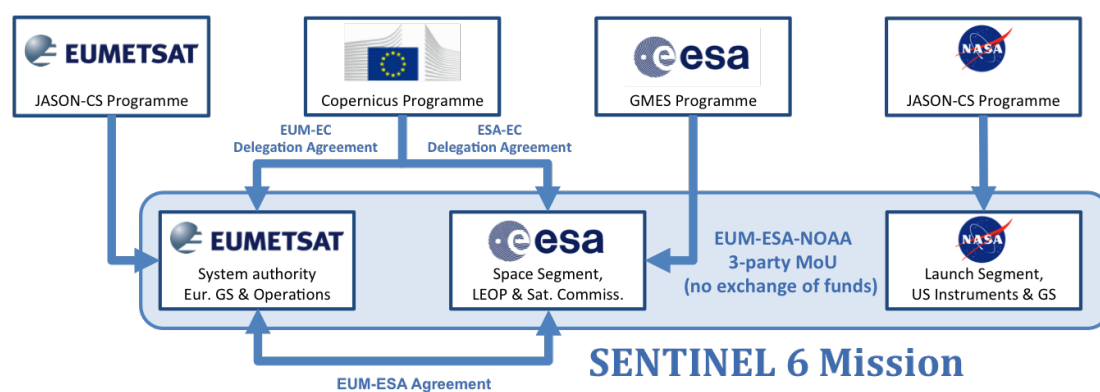 EUMETSAT
JASON-CS Programme
Copernicus Programme
esa
GMES Programme
NASA
JASON-CS Programme
EUM-EC
Delegation Agreement
ESA-EC
Delegation Agreement
EUMETSAT
System authority
Eur. GS & Operations
esa
Space Segment,
LEOP & Sat. Commiss.
EUM-ESA-NOAA
3-party MoU
(no exchange of funds)
NASA
Launch Segment,
US Instruments & GS
SENTINEL 6 Mission
EUM-ESA Agreement